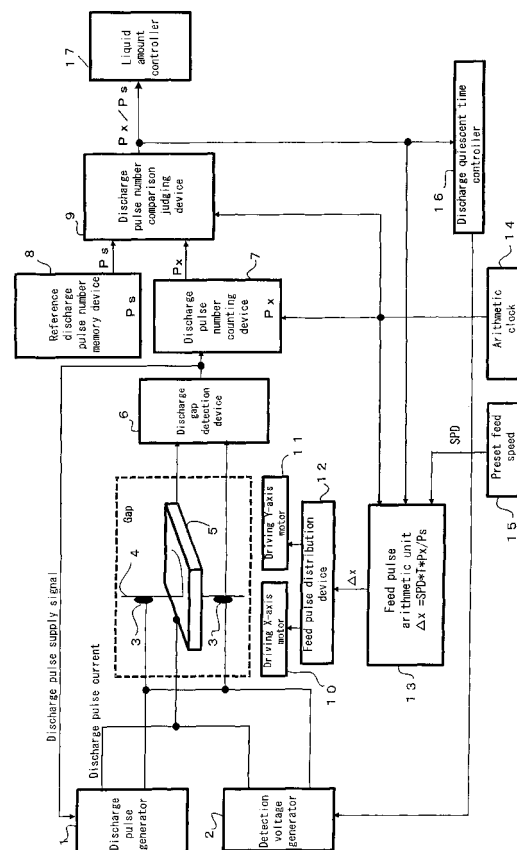 1
Discharge
pulse
generator
2
Detection
voltage
generator
Discharge pulse supply signal
Discharge pulse current
Gap
3
4
5
3
6
Discharge
gap
detection
device
8
Reference
discharge
pulse number
memory device
Ps
7
Discharge
pulse
number
counting
device
Px
Ps
Px
9
Discharge
pulse number
comparison
judging
device
Px/Ps
17
Liquid
amount
controller
10
Driving X-axis
motor
11
Driving Y-axis
motor
12
Feed pulse distribution
device
Δx
13
Feed pulse
arithmetic unit
Δx =SPD*T*Px/Ps
SPD
15
Preset feed
speed
14
Arithmetic
clock
16
Discharge quiescent time
controller